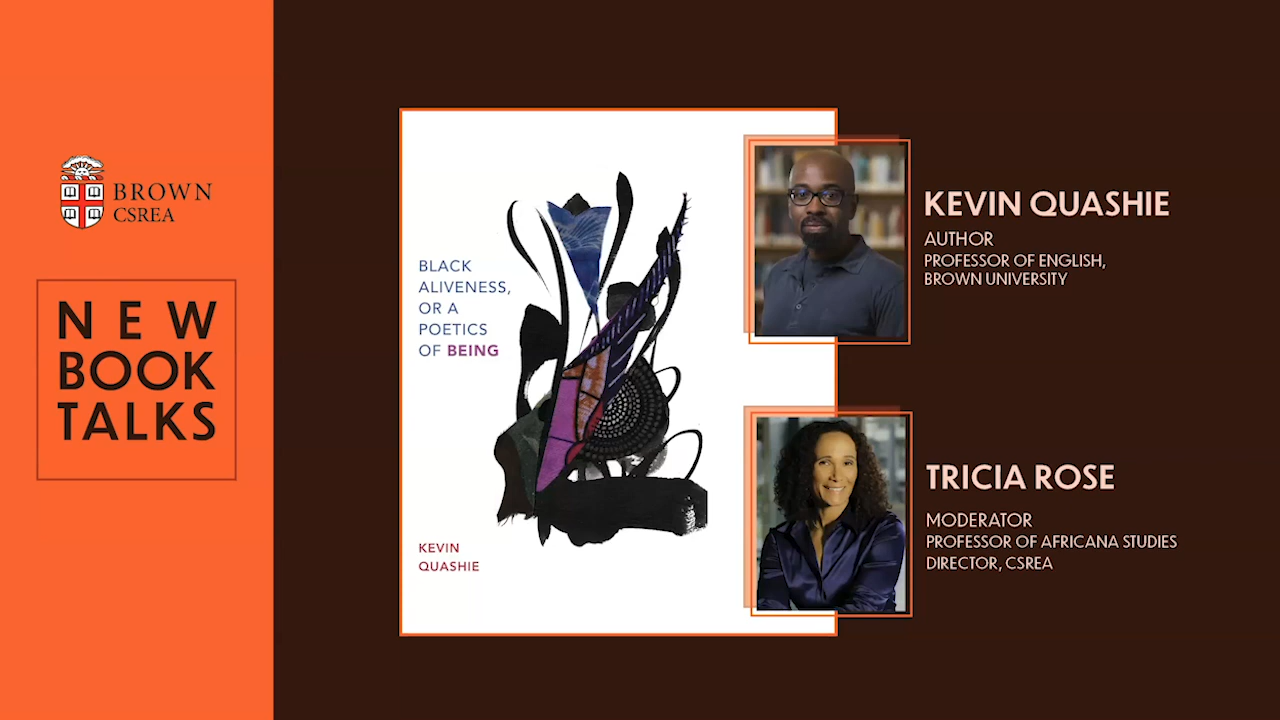 BROWN
CSREA
NEW
BOOK
TALKS
BLACK
ALIVENESS,
OR A
POETICS
OF BEING
KEVIN
QUASHIE
KEVIN QUASHIE
AUTHOR
PROFESSOR OF ENGLISH,
BROWN UNIVERSITY
TRICIA ROSE
MODERATOR
PROFESSOR OF AFRICANA STUDIES
DIRECTOR, CSREA